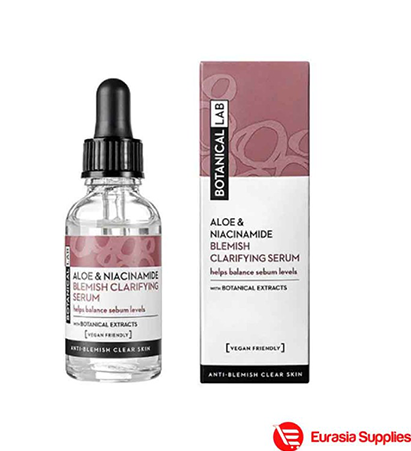 BOTANICAL LAB
ALOE & NIACINAMIDE
BLEMISH CLARIFYING
SERUM
helps balance sebum levels
WITH BOTANICAL EXTRACTS
[VEGAN FRIENDLY]
ANTI-BLEMISH CLEAR SKIN
BOTANICAL LAB
ALOE &
NIACINAMIDE
BLEMISH
CLARIFYING SERUM
helps balance sebum levels
WITH BOTANICAL EXTRACTS
[VEGAN FRIENDLY]
ANTI-BLEMISH CLEAR SKIN
Eurasia Supplies